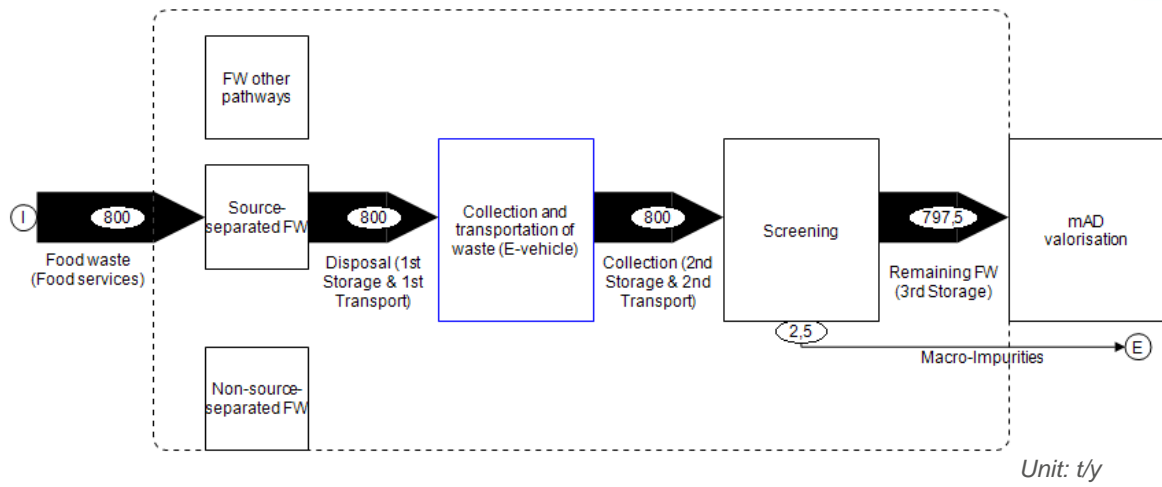 FW other
pathways
I
800
Food waste
(Food services)
Source-
separated FW
800
Disposal (1st
Storage & 1st
Transport)
Collection and
transportation of
waste (E-vehicle)
800
Collection (2nd
Storage & 2nd
Transport)
Screening
797,5
Remaining FW
(3rd Storage)
mAD
valorisation
2,5
Macro-Impurities
E
Non-source-
separated FW
Unit: t/y